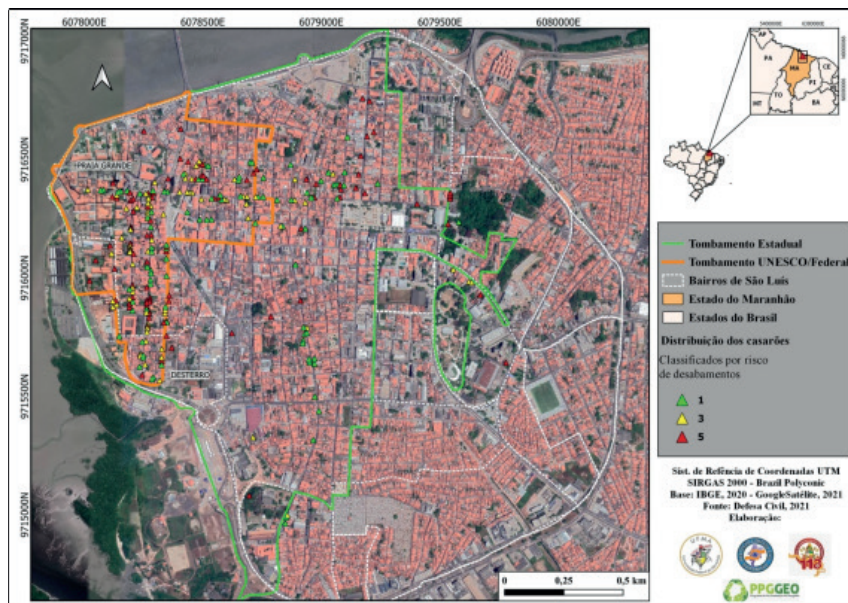 6078000E
6078500E
6079000E
6079500E
6080000E
9717000N
9716500N
9716000N
9715500N
9715000N
PRAIA GRANDE
DESTERRO
0
0,25
0,5 km
AP
PA
MA
CE
PI
TO
MT
BA
Tombamento Estadual
Tombamento UNESCO/Federal
Bairros de São Luís
Estado do Maranhão
Estados do Brasil
Distribuição dos casarões
Classificados por risco
de desabamentos
1
3
5
Sist. de Refência de Coordenadas UTM
SIRGAS 2000 - Brazil Polyconic
Base: IBGE, 2020 - GoogleSatélite, 2021
Fonte: Defesa Civil, 2021
Elaboração:
UFMA
PPGGEO